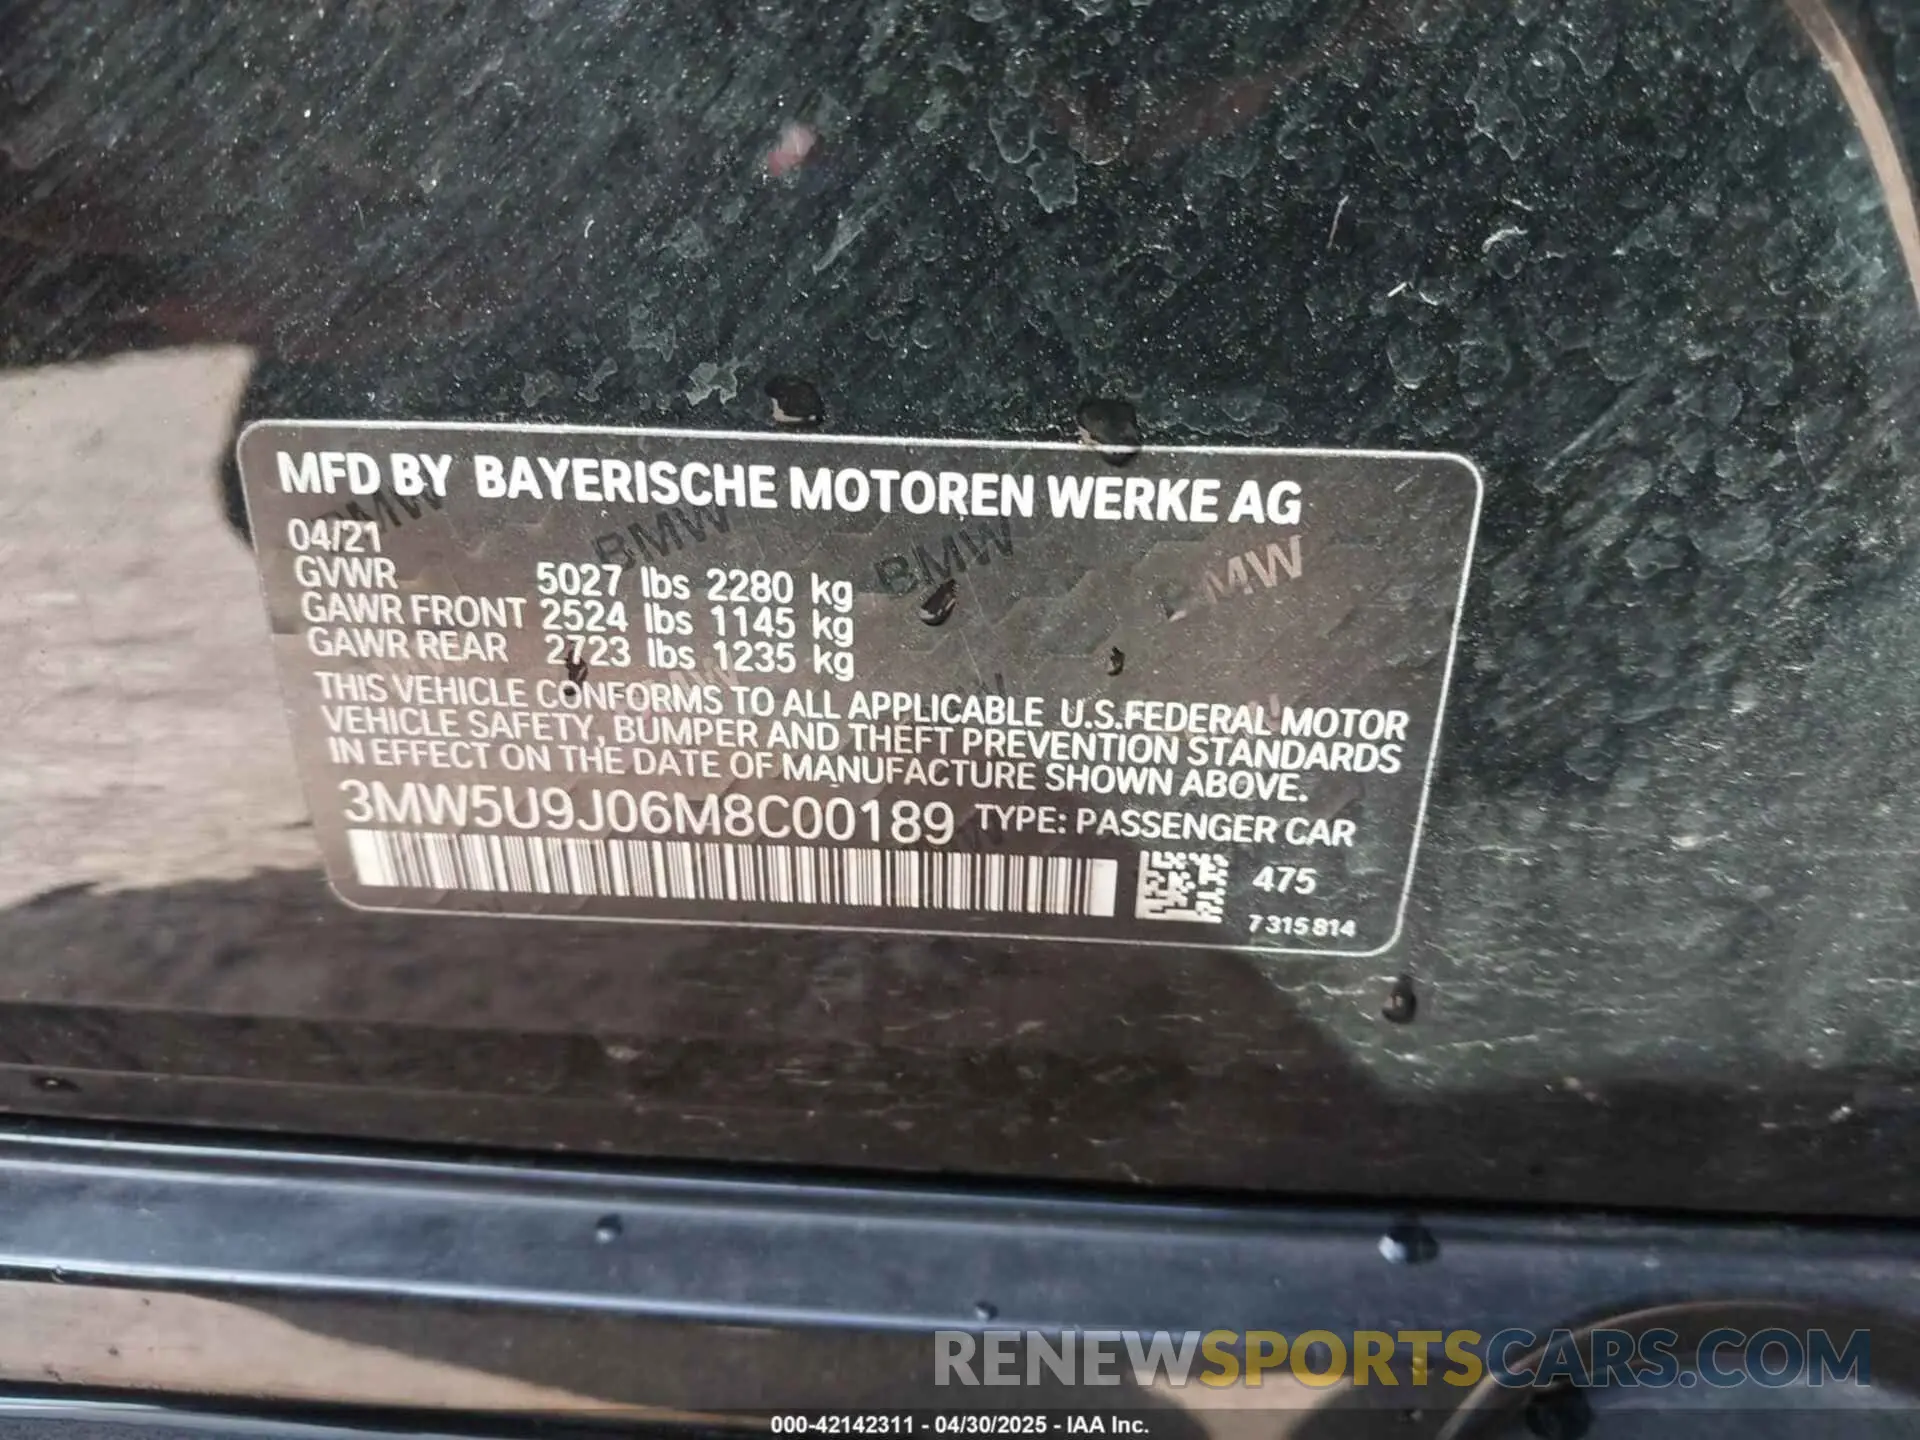 MFD BY BAYERISCHE MOTOREN WERKE AG
04/21
GVWR 5027 lbs 2280 kg
GAWR FRONT 2524 lbs 1145 kg
GAWR REAR 2723 lbs 1235 kg
THIS VEHICLE CONFORMS TO ALL APPLICABLE U.S.FEDERAL MOTOR
VEHICLE SAFETY, BUMPER AND THEFT PREVENTION STANDARDS
IN EFFECT ON THE DATE OF MANUFACTURE SHOWN ABOVE.
3MW5U9J06M8C00189 TYPE: PASSENGER CAR
475
7315814
BMW BMW BMW BMW
RENEWSPORTSCARS.COM
000-42142311 - 04/30/2025 - IAA Inc.